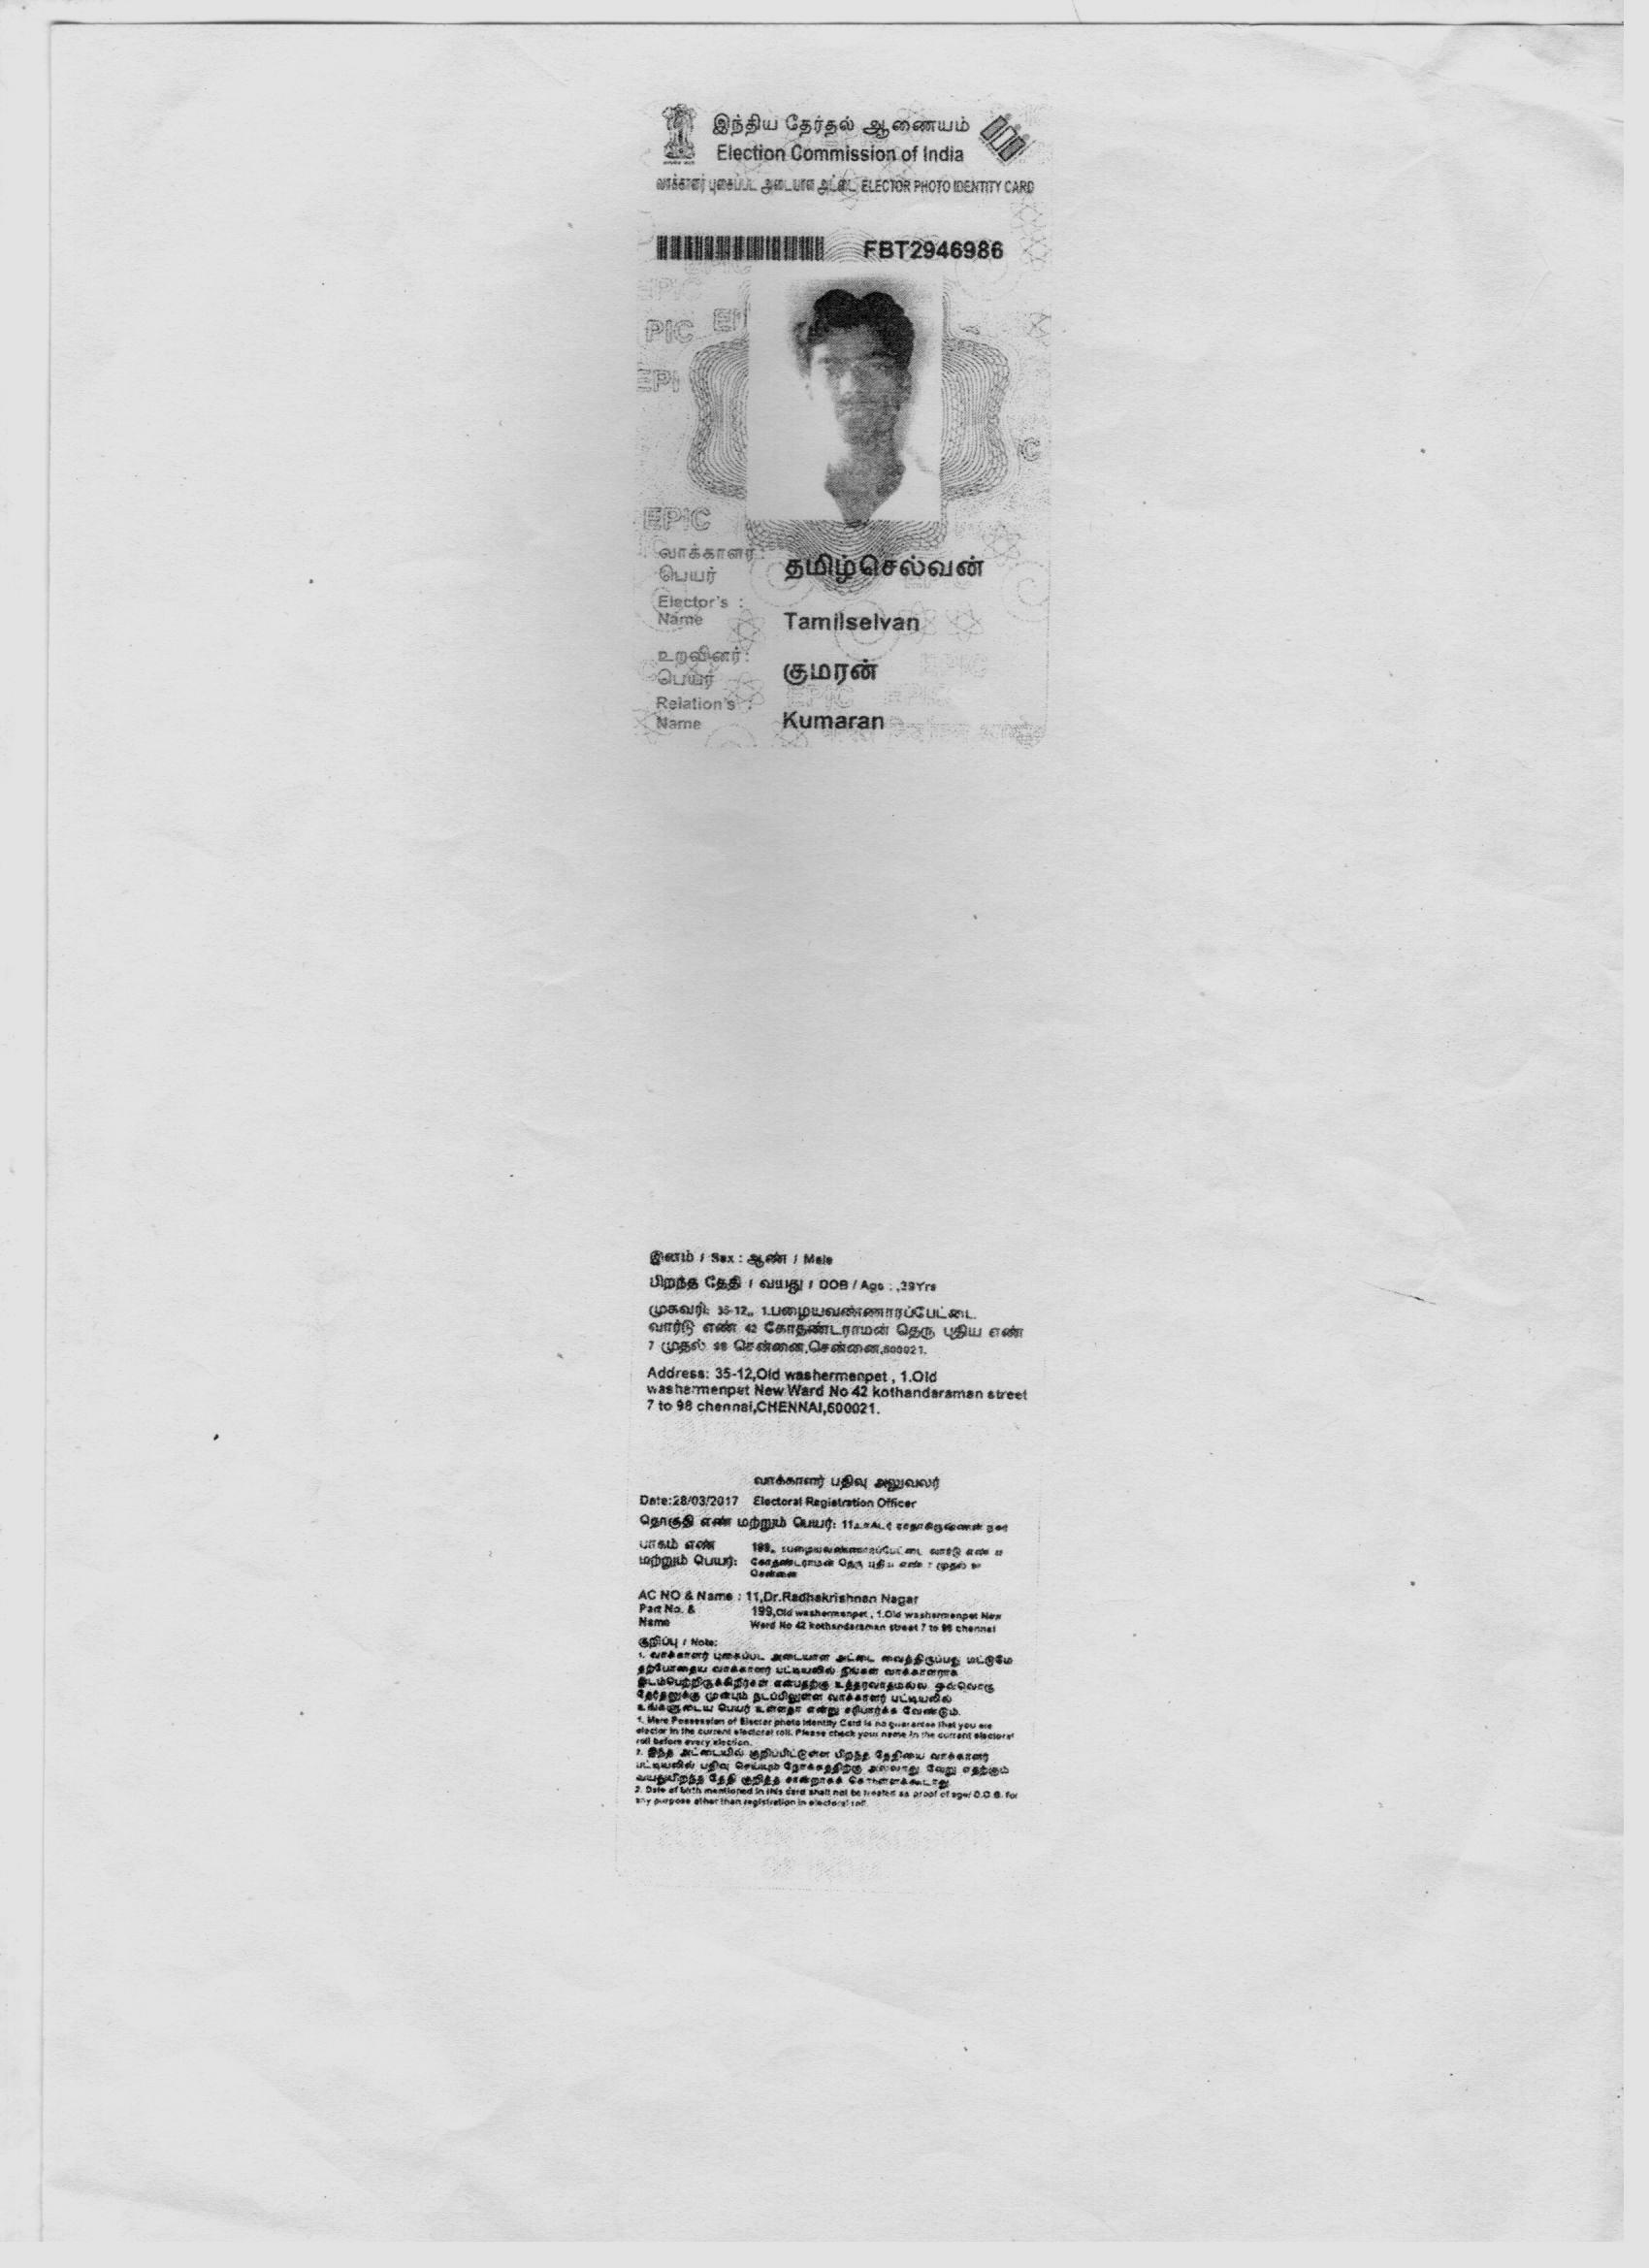 இந்திய தேர்தல் ஆணையம்
Election Commission of India
வாக்காளர் புகைப்பட அடையாள அட்டை ELECTOR PHOTO IDENTITY CARD
FBT2946986
EPIC
EPIC
வாக்காளர் :
பெயர்
தமிழ்செல்வன்
Elector's :
Name
Tamilselvan
உறவினர் :
பெயர்
குமரன்
Relation's :
Name
Kumaran
இனம் / Sex : ஆண் / Male
பிறந்த தேதி / வயது / DOB / Age : ,Yrs
முகவரி: 35-12,, 1.பழையவண்ணாரப்பேட்டை
வார்டு எண் 42 கோதண்டராமன் தெரு புதிய எண்
7 முதல் 98 சென்னை,சென்னை,600021.
Address: 35-12,Old washermenpet , 1.Old
washermenpet New Ward No 42 kothandaraman street
7 to 98 chennai,CHENNAI,600021.
வாக்காளர் பதிவு அலுவலர்
Date:28/03/2017 Electoral Registration Officer
தொகுதி எண் மற்றும் பெயர்: 11
பாகம் எண்
மற்றும் பெயர்:
199, பழையவண்ணாரப்பேட்டை வார்டு எண்
கோதண்டராமன் தெரு புதிய எண் 7 முதல்
சென்னை
AC NO & Name : 11,Dr.Radhakrishnan Nagar
Part No. &
Name
199,Old washermenpet , 1.Old washermenpet New
Ward No 42 kothandaraman street 7 to 98 chennai
குறிப்பு / Note:
1. வாக்காளர் புகைப்பட அடையாள அட்டை வைத்திருப்பது மட்டுமே
தற்போதைய வாக்காளர் பட்டியலில் நீங்கள் வாக்காளராக
இடம்பெற்றிருக்கிறீர்கள் என்பதற்கு உத்தரவாதமல்ல. ஒவ்வொரு
தேர்தலுக்கு முன்பும் நடப்பிலுள்ள வாக்காளர் பட்டியலில்
உங்களுடைய பெயர் உள்ளதா என்று சரிபார்க்க வேண்டும்.
1. Mere Possession of Elector photo Identity Card is no guarantee that you are
elector in the current electoral roll. Please check your name in the current electoral
roll before every election.
2. இந்த அட்டையில் குறிப்பிட்டுள்ள பிறந்த தேதியை வாக்காளர்
பட்டியலில் பதிவு செய்யும் நோக்கத்திற்கு அல்லாது வேறு எதற்கும்
வயது/பிறந்த தேதி குறித்த சான்றாகக் கொள்ளக்கூடாது
2. Date of birth mentioned in this card shall not be treated as proof of age/ D.O.B. for
any purpose other than registration in electoral roll.